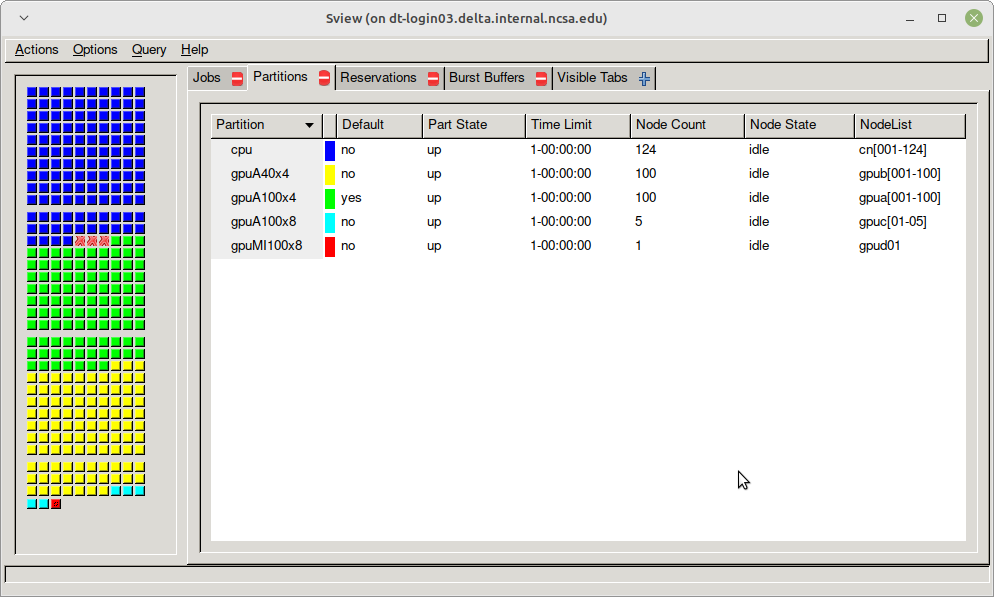 Sview (on dt-login03.delta.internal.ncsa.edu)
Actions Options Query Help
Jobs Partitions Reservations Burst Buffers Visible Tabs
Partition Default Part State Time Limit Node Count Node State NodeList
cpu no up 1-00:00:00 124 idle cn[001-124]
gpuA40x4 no up 1-00:00:00 100 idle gpub[001-100]
gpuA100x4 yes up 1-00:00:00 100 idle gpua[001-100]
gpuA100x8 no up 1-00:00:00 5 idle gpuc[01-05]
gpuMI100x8 no up 1-00:00:00 1 idle gpud01